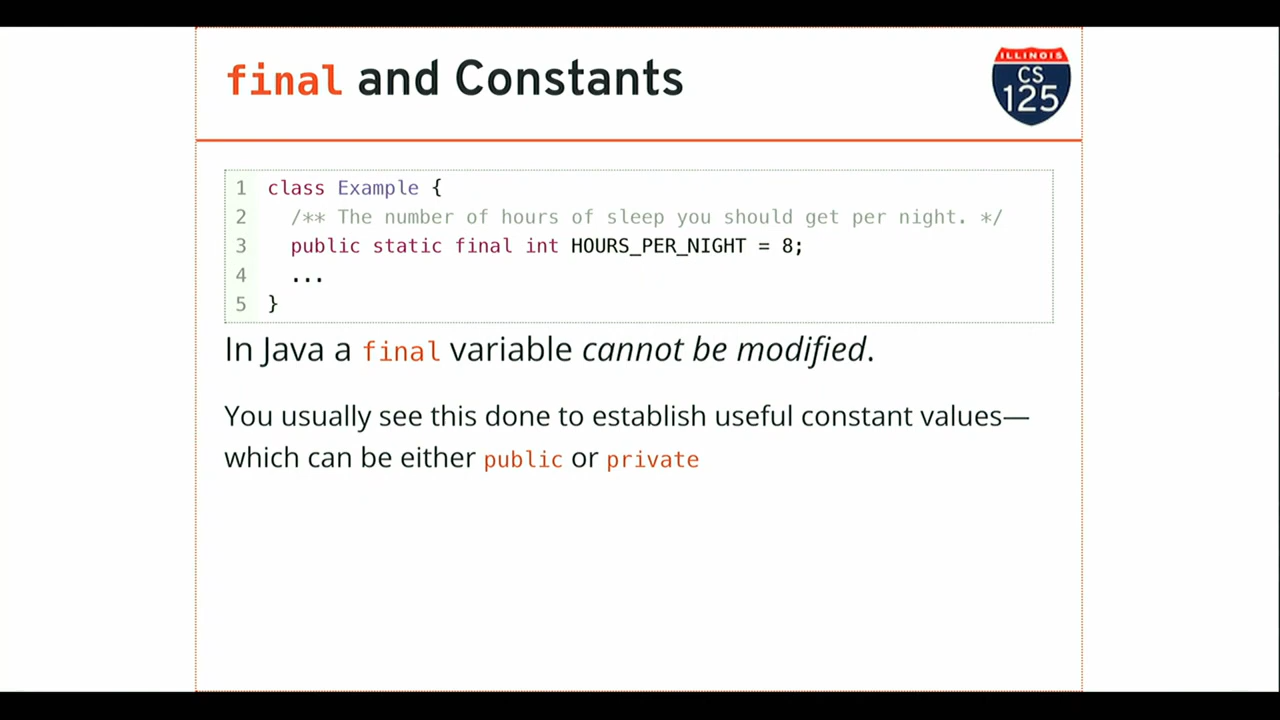 final and Constants
ILLINOIS
CS
125
1 class Example {
2 /** The number of hours of sleep you should get per night. */
3 public static final int HOURS_PER_NIGHT = 8;
4 ...
5 }
In Java a final variable cannot be modified.
You usually see this done to establish useful constant values—
which can be either public or private